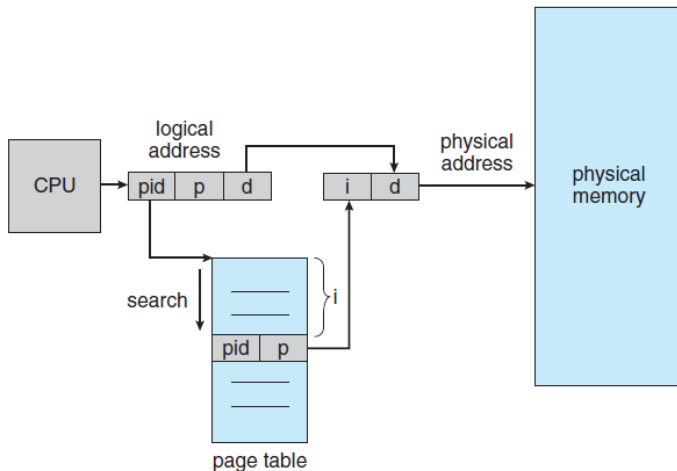 logical
address
physical
address
CPU
pid p d
i d
physical
memory
search
i
pid p
page table